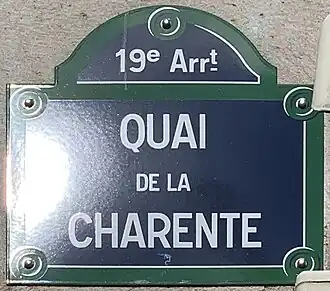 19e Arrt
QUAI
DE LA
CHARENTE